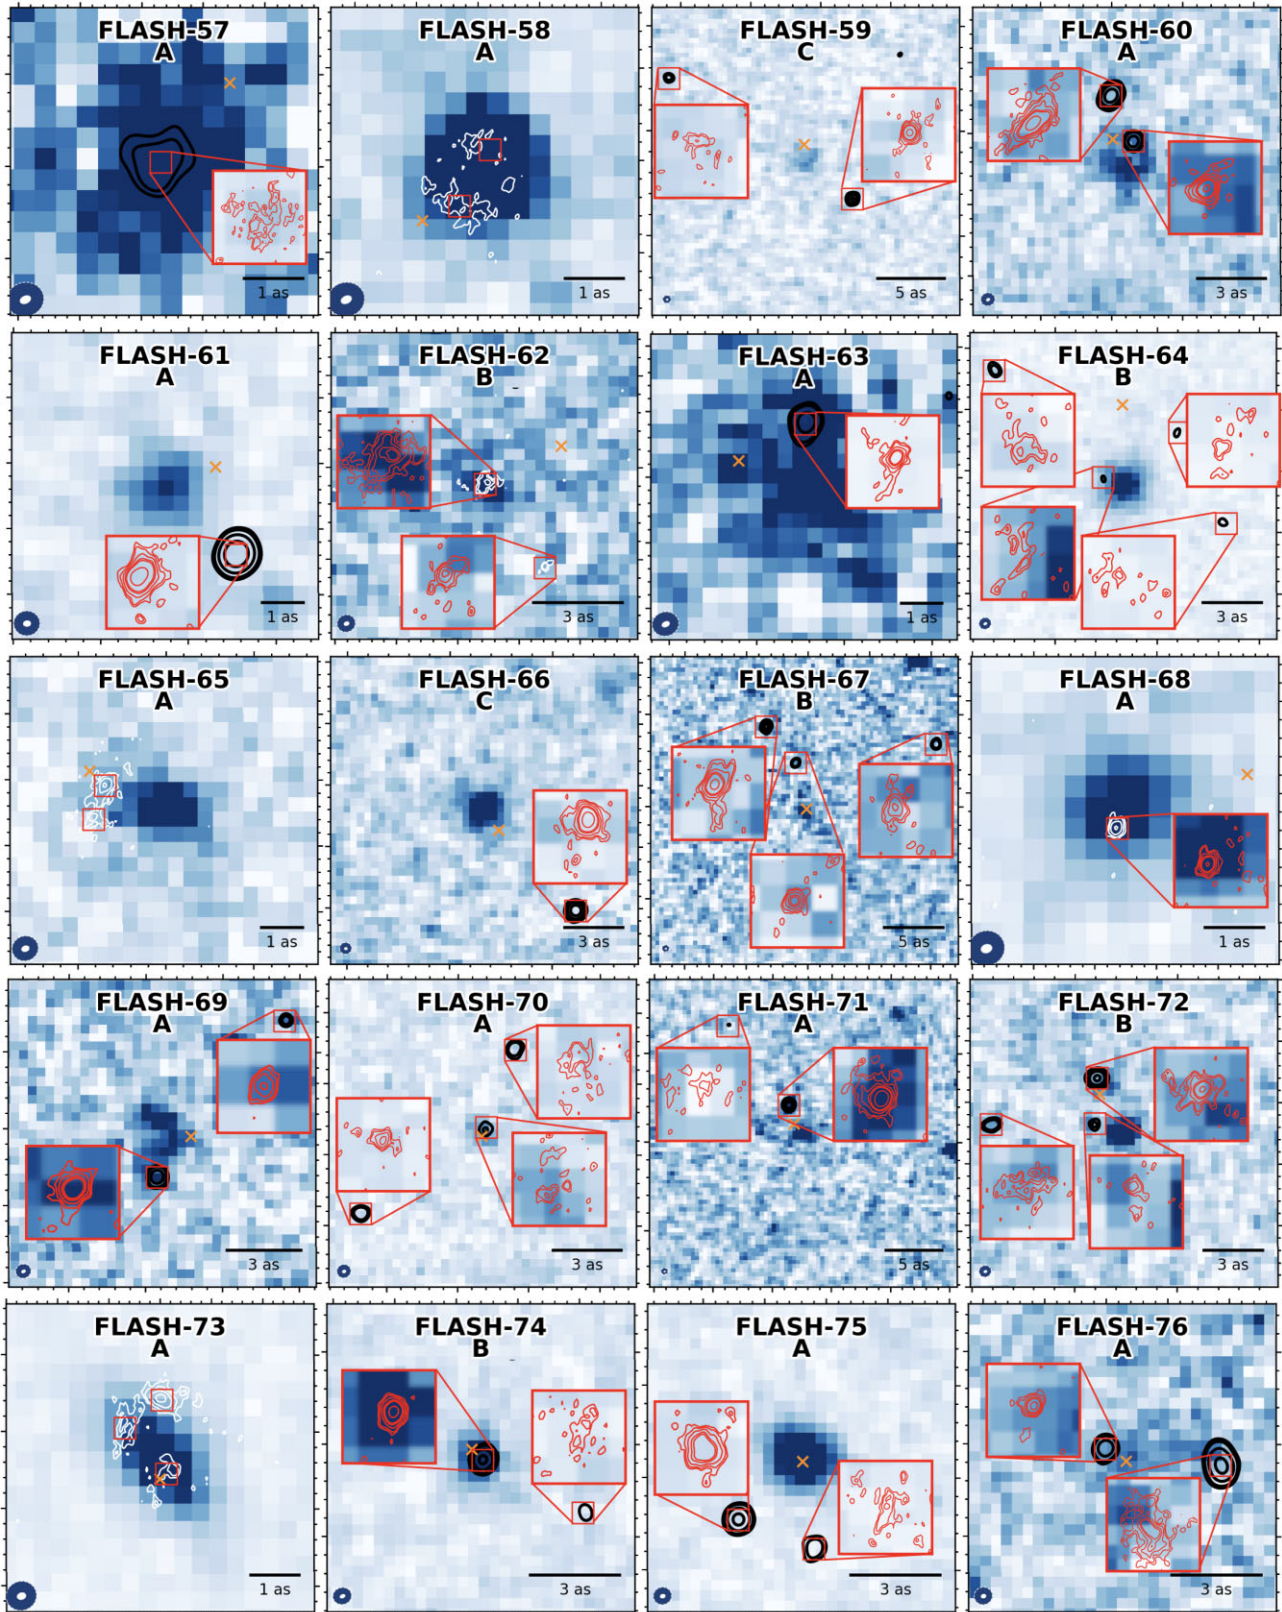 FLASH-57
A
1 as
FLASH-58
A
1 as
FLASH-59
C
5 as
FLASH-60
A
3 as
FLASH-61
A
1 as
FLASH-62
B
3 as
FLASH-63
A
1 as
FLASH-64
B
3 as
FLASH-65
A
1 as
FLASH-66
C
3 as
FLASH-67
B
5 as
FLASH-68
A
1 as
FLASH-69
A
3 as
FLASH-70
A
3 as
FLASH-71
A
5 as
FLASH-72
B
3 as
FLASH-73
A
1 as
FLASH-74
B
3 as
FLASH-75
A
3 as
FLASH-76
A
3 as